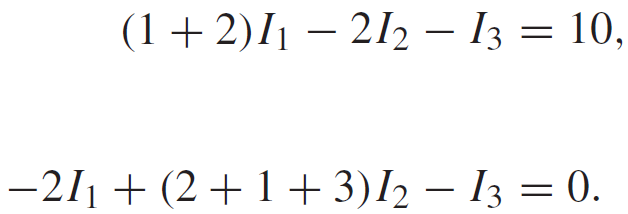 (1 + 2)I₁ − 2I₂ − I₃ = 10,
−2I₁ + (2 + 1 + 3)I₂ − I₃ = 0.